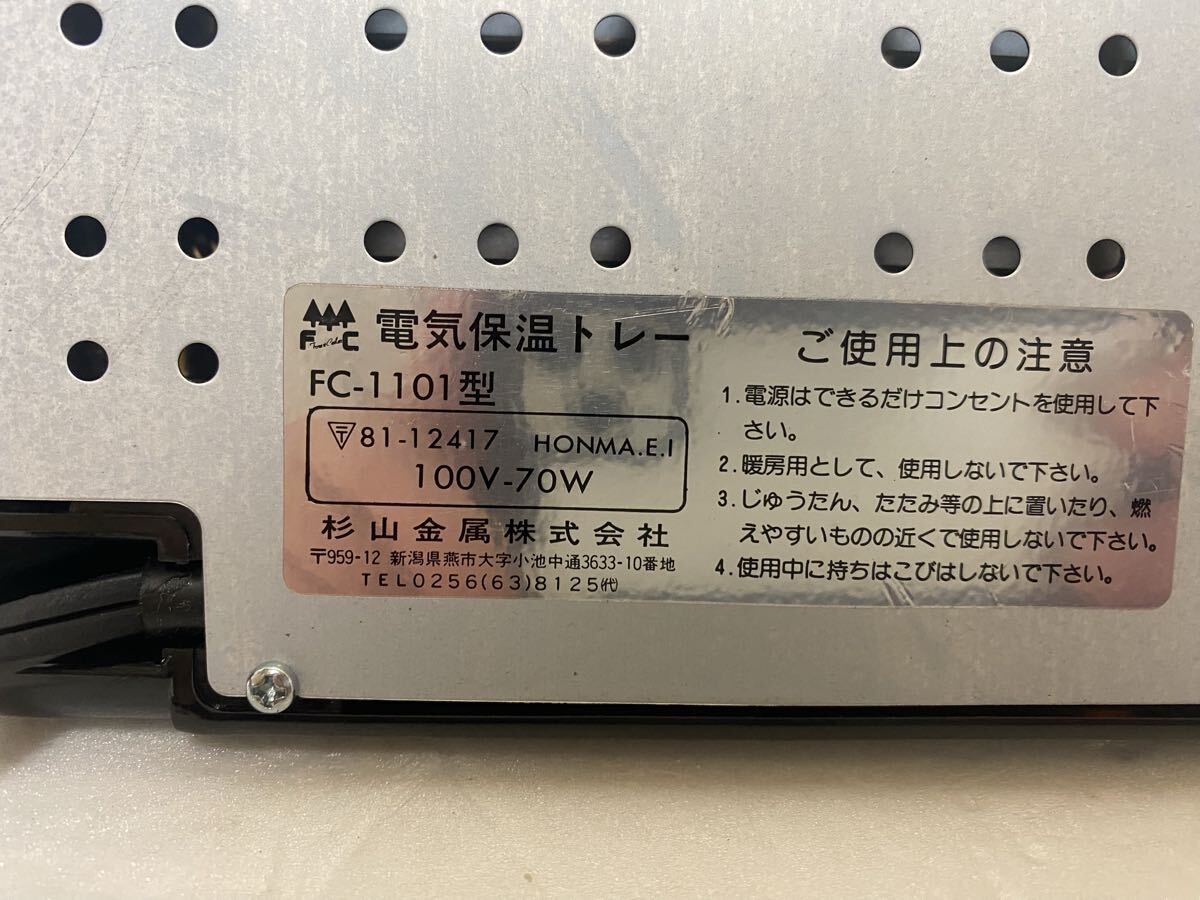 FC 電気保温トレー
FC-1101型
〒81-12417 HONMA.E.I
100V-70W
杉山金属株式会社
〒959-12 新潟県燕市大字小池中通3633-10番地
TEL0256(63)8125㈹
ご使用上の注意
1.電源はできるだけコンセントを使用して下
さい。
2.暖房用として、使用しないで下さい。
3.じゅうたん、たたみ等の上に置いたり、燃
えやすいものの近くで使用しないで下さい。
4.使用中に持ちはこびはしないで下さい。